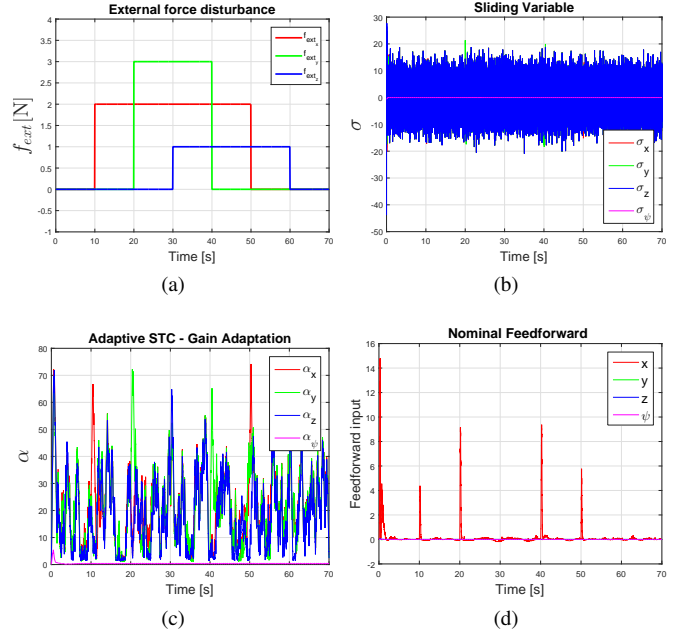 External force disturbance
f_ext [N]
4
3.5
3
2.5
2
1.5
1
0.5
0
-0.5
-1
0 10 20 30 40 50 60 70
Time [s]
f_ext_x
f_ext_y
f_ext_z
(a)
Sliding Variable
σ
30
20
10
0
-10
-20
-30
-40
-50
0 10 20 30 40 50 60 70
Time [s]
σ_x
σ_y
σ_z
σ_ψ
(b)
Adaptive STC - Gain Adaptation
α
80
70
60
50
40
30
20
10
0
0 10 20 30 40 50 60 70
Time [s]
α_x
α_y
α_z
α_ψ
(c)
Nominal Feedforward
Feedforward input
16
14
12
10
8
6
4
2
0
-2
0 10 20 30 40 50 60 70
Time [s]
x
y
z
ψ
(d)